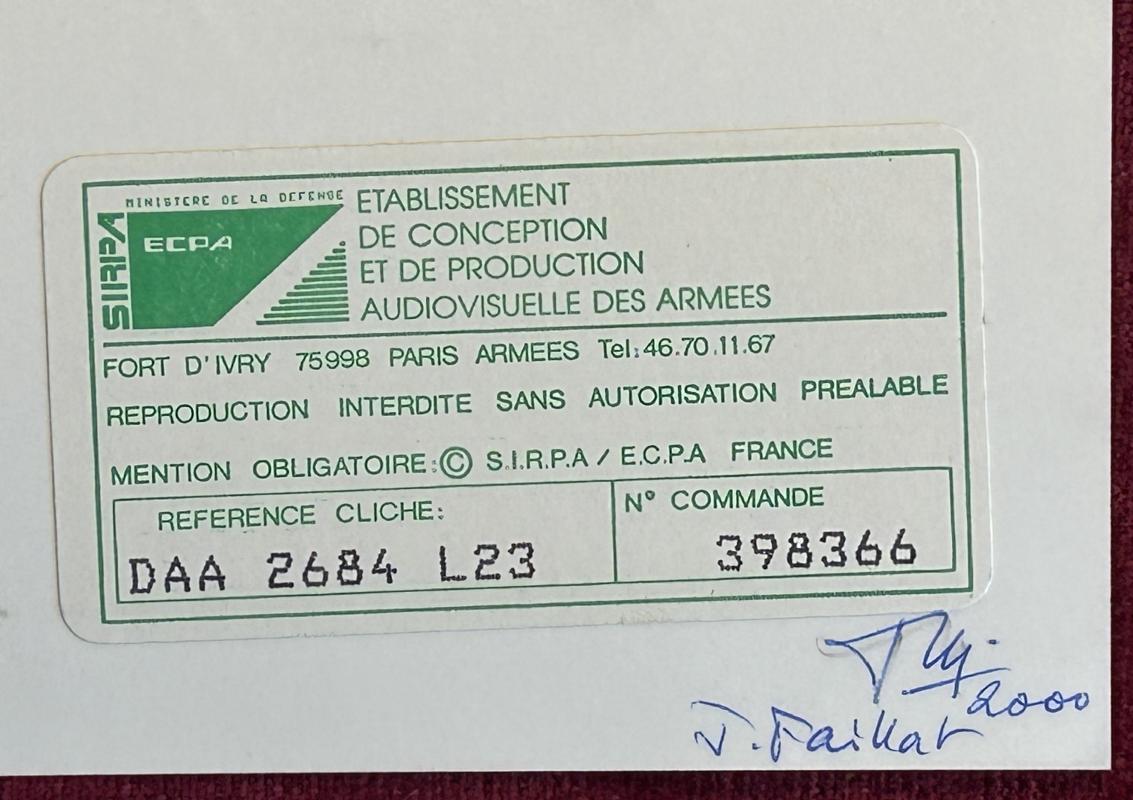 MINISTERE DE LA DEFENSE
SIRPA
ECPA
ETABLISSEMENT
DE CONCEPTION
ET DE PRODUCTION
AUDIOVISUELLE DES ARMEES
FORT D'IVRY 75998 PARIS ARMEES Tel:46.70.11.67
REPRODUCTION INTERDITE SANS AUTORISATION PREALABLE
MENTION OBLIGATOIRE:© S.I.R.P.A / E.C.P.A FRANCE
REFERENCE CLICHE:
DAA 2684 L23
N° COMMANDE
398366
2000